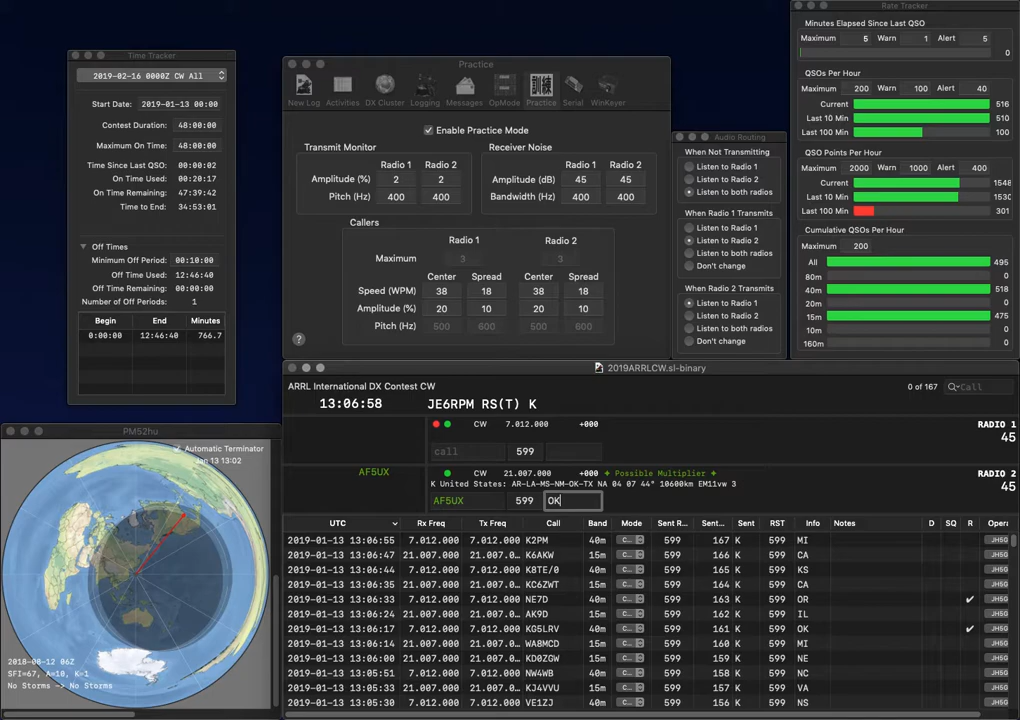 Time Tracker
2019-02-16 0000Z CW All
Start Date: 2019-01-13 00:00
Contest Duration: 48:00:00
Maximum On Time: 48:00:00
Time Since Last QSO: 00:00:02
On Time Used: 00:20:17
On Time Remaining: 47:39:42
Time to End: 34:53:01
Off Times
Minimum Off Period: 00:10:00
Off Time Used: 12:46:40
Off Time Remaining: 00:00:00
Number of Off Periods: 1
Begin End Minutes
0:00:00 12:46:40 766.7
Practice
New Log Activities DX Cluster Logging Messages OpMode Practice Serial WinKeyer
訓練
Enable Practice Mode
Transmit Monitor
Radio 1 Radio 2
Amplitude (%) 2 2
Pitch (Hz) 400 400
Receiver Noise
Radio 1 Radio 2
Amplitude (dB) 45 45
Bandwidth (Hz) 400 400
Callers
Radio 1 Radio 2
Maximum 3 3
Center Spread Center Spread
Speed (WPM) 38 18 38 18
Amplitude (%) 20 10 20 10
Pitch (Hz) 500 600 500 600
?
Audio Routing
When Not Transmitting
Listen to Radio 1
Listen to Radio 2
Listen to both radios
When Radio 1 Transmits
Listen to Radio 1
Listen to Radio 2
Listen to both radios
Don't change
When Radio 2 Transmits
Listen to Radio 1
Listen to Radio 2
Listen to both radios
Don't change
Rate Tracker
Minutes Elapsed Since Last QSO
Maximum 5 Warn 1 Alert 5
0
QSOs Per Hour
Maximum 200 Warn 100 Alert 40
Current 516
Last 10 Min 510
Last 100 Min 100
QSO Points Per Hour
Maximum 2000 Warn 1000 Alert 400
Current 1548
Last 10 Min 1530
Last 100 Min 301
Cumulative QSOs Per Hour
Maximum 200
All 495
80m 0
40m 518
20m 0
15m 475
10m 0
160m 0
PM52hu
Automatic Terminator
Jan 13 13:02
2018-08-12 06Z
SFI=67, A=10, K=1
No Storms -> No Storms
2019ARRLCW.sl-binary
ARRL International DX Contest CW
0 of 167
Call
13:06:58 JE6RPM RS(T) K
CW 7.012.000 +000
RADIO 1
45
call 599
AF5UX
CW 21.007.000 +000 Possible Multiplier
RADIO 2
45
K United States: AR-LA-MS-NM-OK-TX NA 04 07 44° 10600km EM11vw 3
AF5UX 599 OK
UTC Rx Freq Tx Freq Call Band Mode Sent R... Sent... Sent RST Info Notes D SQ R Opera
2019-01-13 13:06:55 7.012.000 7.012.000 K2PM 40m C... 599 167 K 599 MI JH5G
2019-01-13 13:06:47 21.007.000 21.007.0... K6AKW 15m C... 599 166 K 599 CA JH5G
2019-01-13 13:06:44 7.012.000 7.012.000 K8TE/0 40m C... 599 165 K 599 KS JH5G
2019-01-13 13:06:35 21.007.000 21.007.0... KC6ZWT 15m C... 599 164 K 599 CA JH5G
2019-01-13 13:06:33 7.012.000 7.012.000 NE7D 40m C... 599 163 K 599 OR ✔ JH5G
2019-01-13 13:06:24 21.007.000 21.007.0... AK9D 15m C... 599 162 K 599 IL JH5G
2019-01-13 13:06:17 7.012.000 7.012.000 KG5LRV 40m C... 599 161 K 599 OK ✔ JH5G
2019-01-13 13:06:14 21.007.000 21.007.0... WA8MCD 15m C... 599 160 K 599 MI JH5G
2019-01-13 13:06:00 21.007.000 21.007.0... KD0ZGW 15m C... 599 159 K 599 NE JH5G
2019-01-13 13:05:51 7.012.000 7.012.000 NW4WB 40m C... 599 158 K 599 NC JH5G
2019-01-13 13:05:33 21.007.000 21.007.0... KJ4VVU 15m C... 599 157 K 599 VA JH5G
2019-01-13 13:05:30 7.012.000 7.012.000 VE1ZJ 40m C... 599 156 K 599 NS JH5G